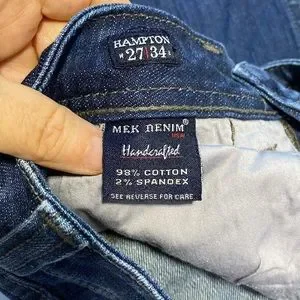 HAMPTON
W 27 34 L
MEK DENIM®
USA
Handcrafted
98% COTTON
2% SPANDEX
SEE REVERSE FOR CARE